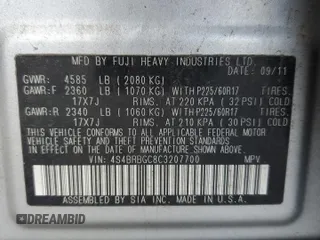 MFD BY FUJI HEAVY INDUSTRIES LTD.
DATE: 09/11
GVWR: 4585 LB (2080 KG)
GAWR:F 2360 LB (1070 KG) WITH P225/60R17 TIRES,
17X7J RIMS, AT 220 KPA (32 PSI) COLD
GAWR:R 2340 LB (1060 KG) WITH P225/60R17 TIRES,
17X7J RIMS, AT 210 KPA (30 PSI) COLD
THIS VEHICLE CONFORMS TO ALL APPLICABLE FEDERAL
MOTOR VEHICLE SAFETY, BUMPER, AND THEFT
PREVENTION STANDARDS IN EFFECT ON THE DATE OF
MANUFACTURE SHOWN ABOVE.
VIN: 4S4BRBGC8C3207700 MPV
ASSEMBLED BY SIA INC. MADE IN U.S.A.
DREAMBID